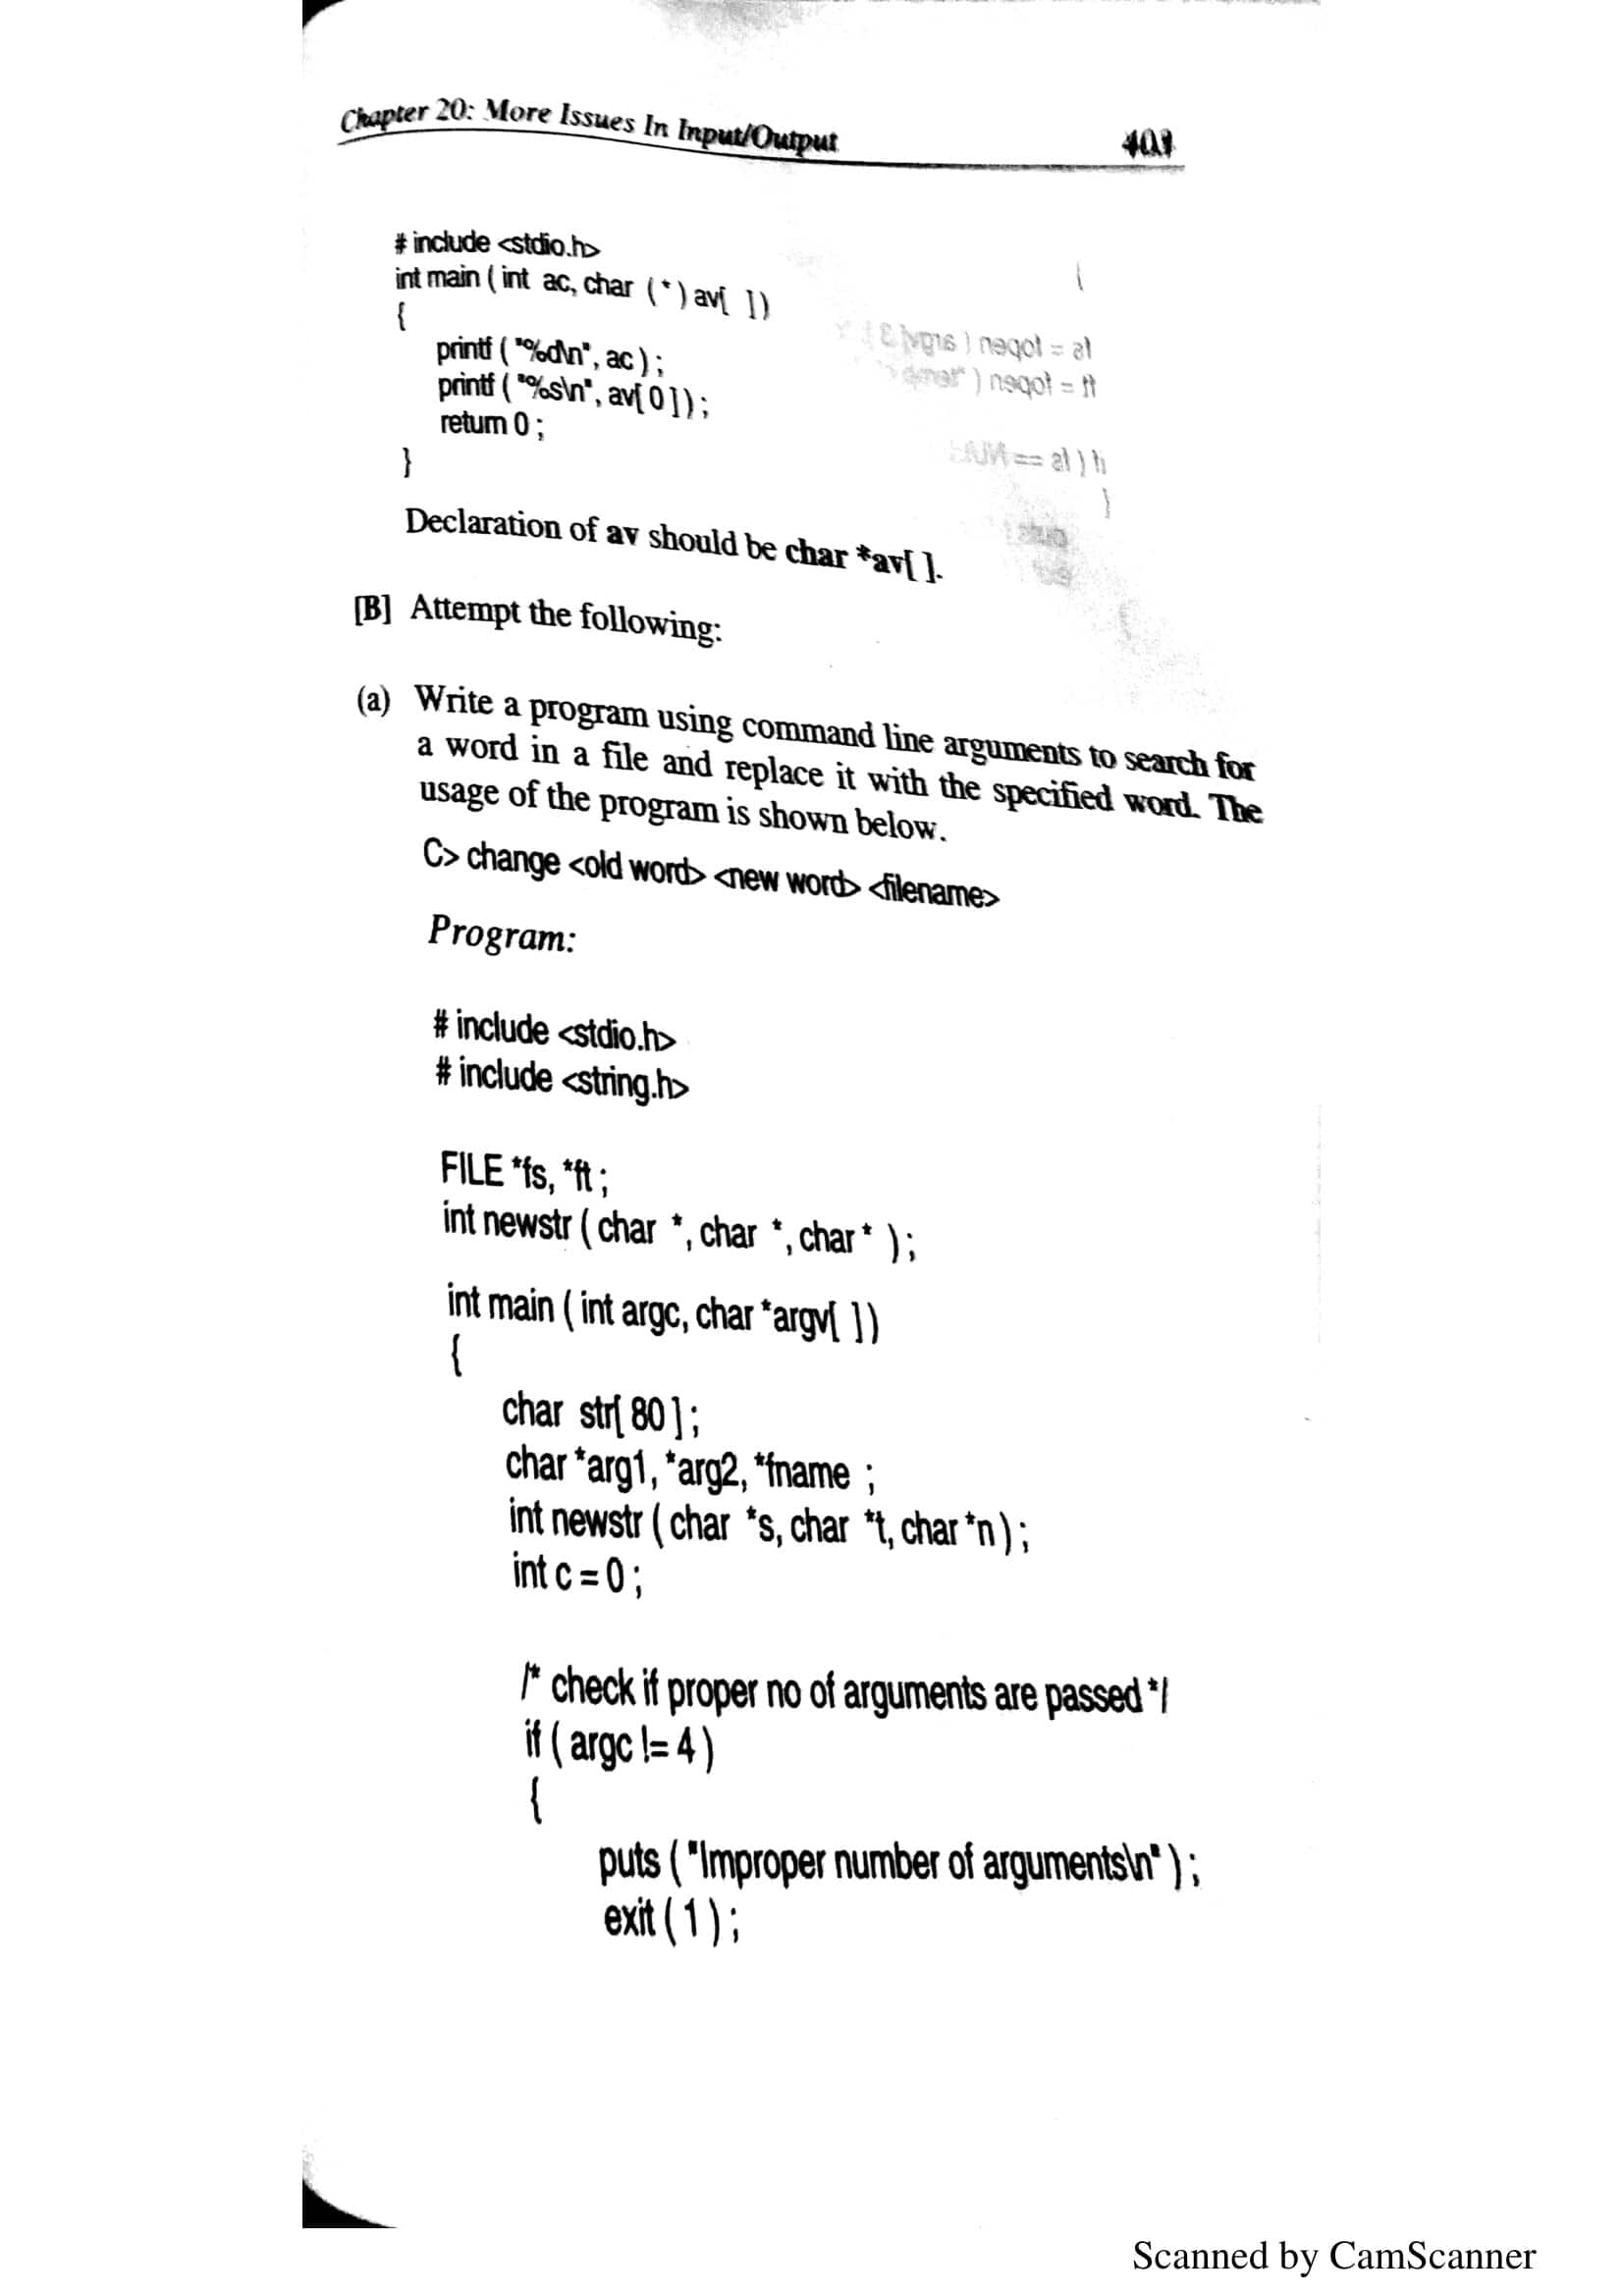 Chapter 20: More Issues In Input/Output 401
# include <stdio.h>
int main ( int ac, char ( * ) av[ ] )
{
printf ( "%d\n", ac ) ;
printf ( "%s\n", av[ 0 ] ) ;
return 0 ;
}
Declaration of av should be char *av[ ].
[B] Attempt the following:
(a) Write a program using command line arguments to search for
a word in a file and replace it with the specified word. The
usage of the program is shown below.
C> change <old word> <new word> <filename>
Program:
# include <stdio.h>
# include <string.h>
FILE *fs, *ft ;
int newstr ( char *, char *, char * ) ;
int main ( int argc, char *argv[ ] )
{
char str[ 80 ] ;
char *arg1, *arg2, *fname ;
int newstr ( char *s, char *t, char *n ) ;
int c = 0 ;
/* check if proper no of arguments are passed */
if ( argc != 4 )
{
puts ( "Improper number of arguments\n" ) ;
exit ( 1 ) ;
Scanned by CamScanner